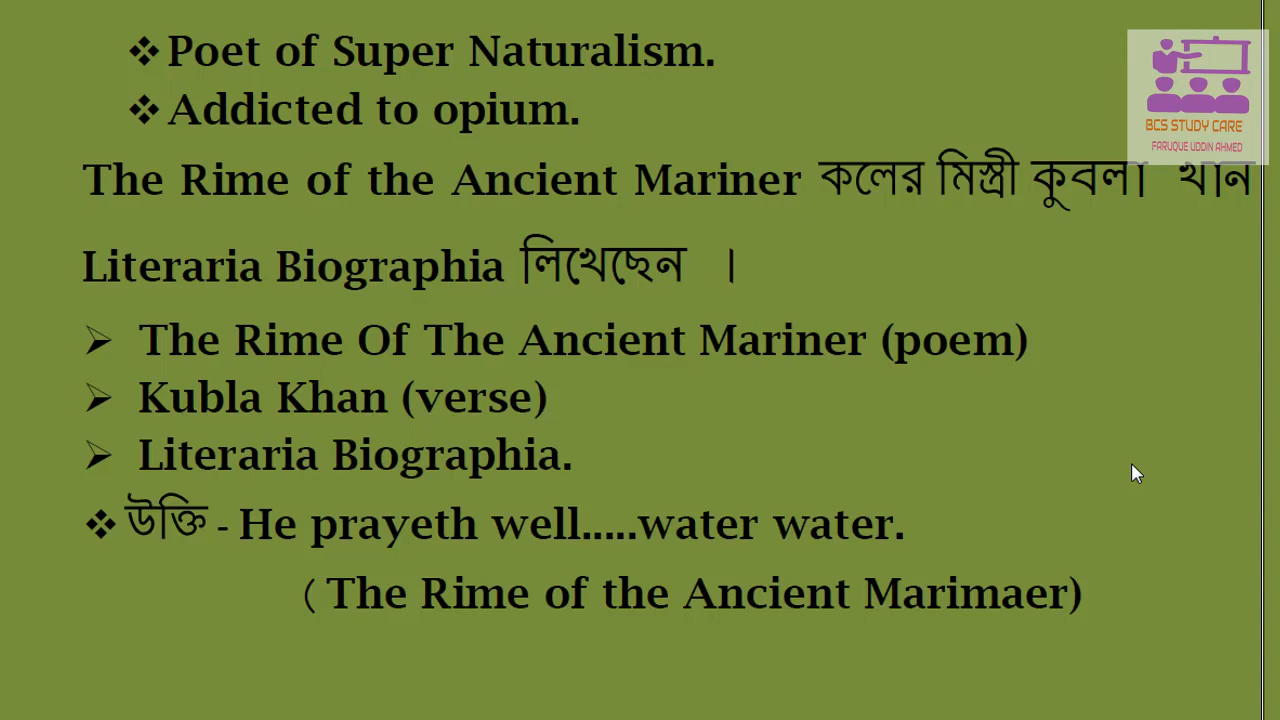 ❖Poet of Super Naturalism.
❖Addicted to opium.
BCS STUDY CARE
FARUQUE UDDIN AHMED
The Rime of the Ancient Mariner কলের মিস্ত্রী কুবলা খান
Literaria Biographia লিখেছেন ।
➢ The Rime Of The Ancient Mariner (poem)
➢ Kubla Khan (verse)
➢ Literaria Biographia.
❖উক্তি - He prayeth well.....water water.
( The Rime of the Ancient Marimaer)